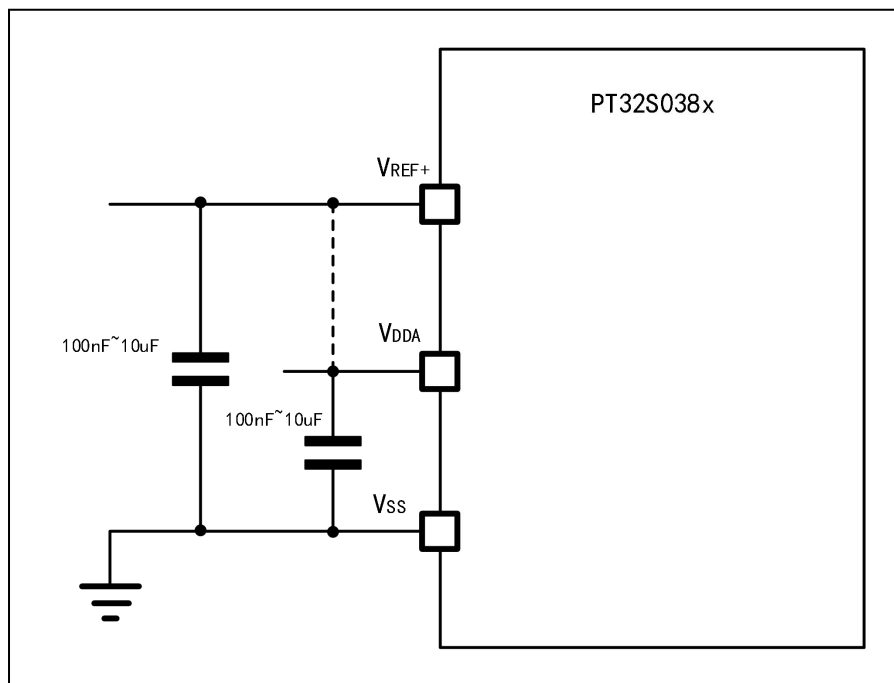 PT32S038x
VREF+
VDDA
100nF~10uF
100nF~10uF
VSS